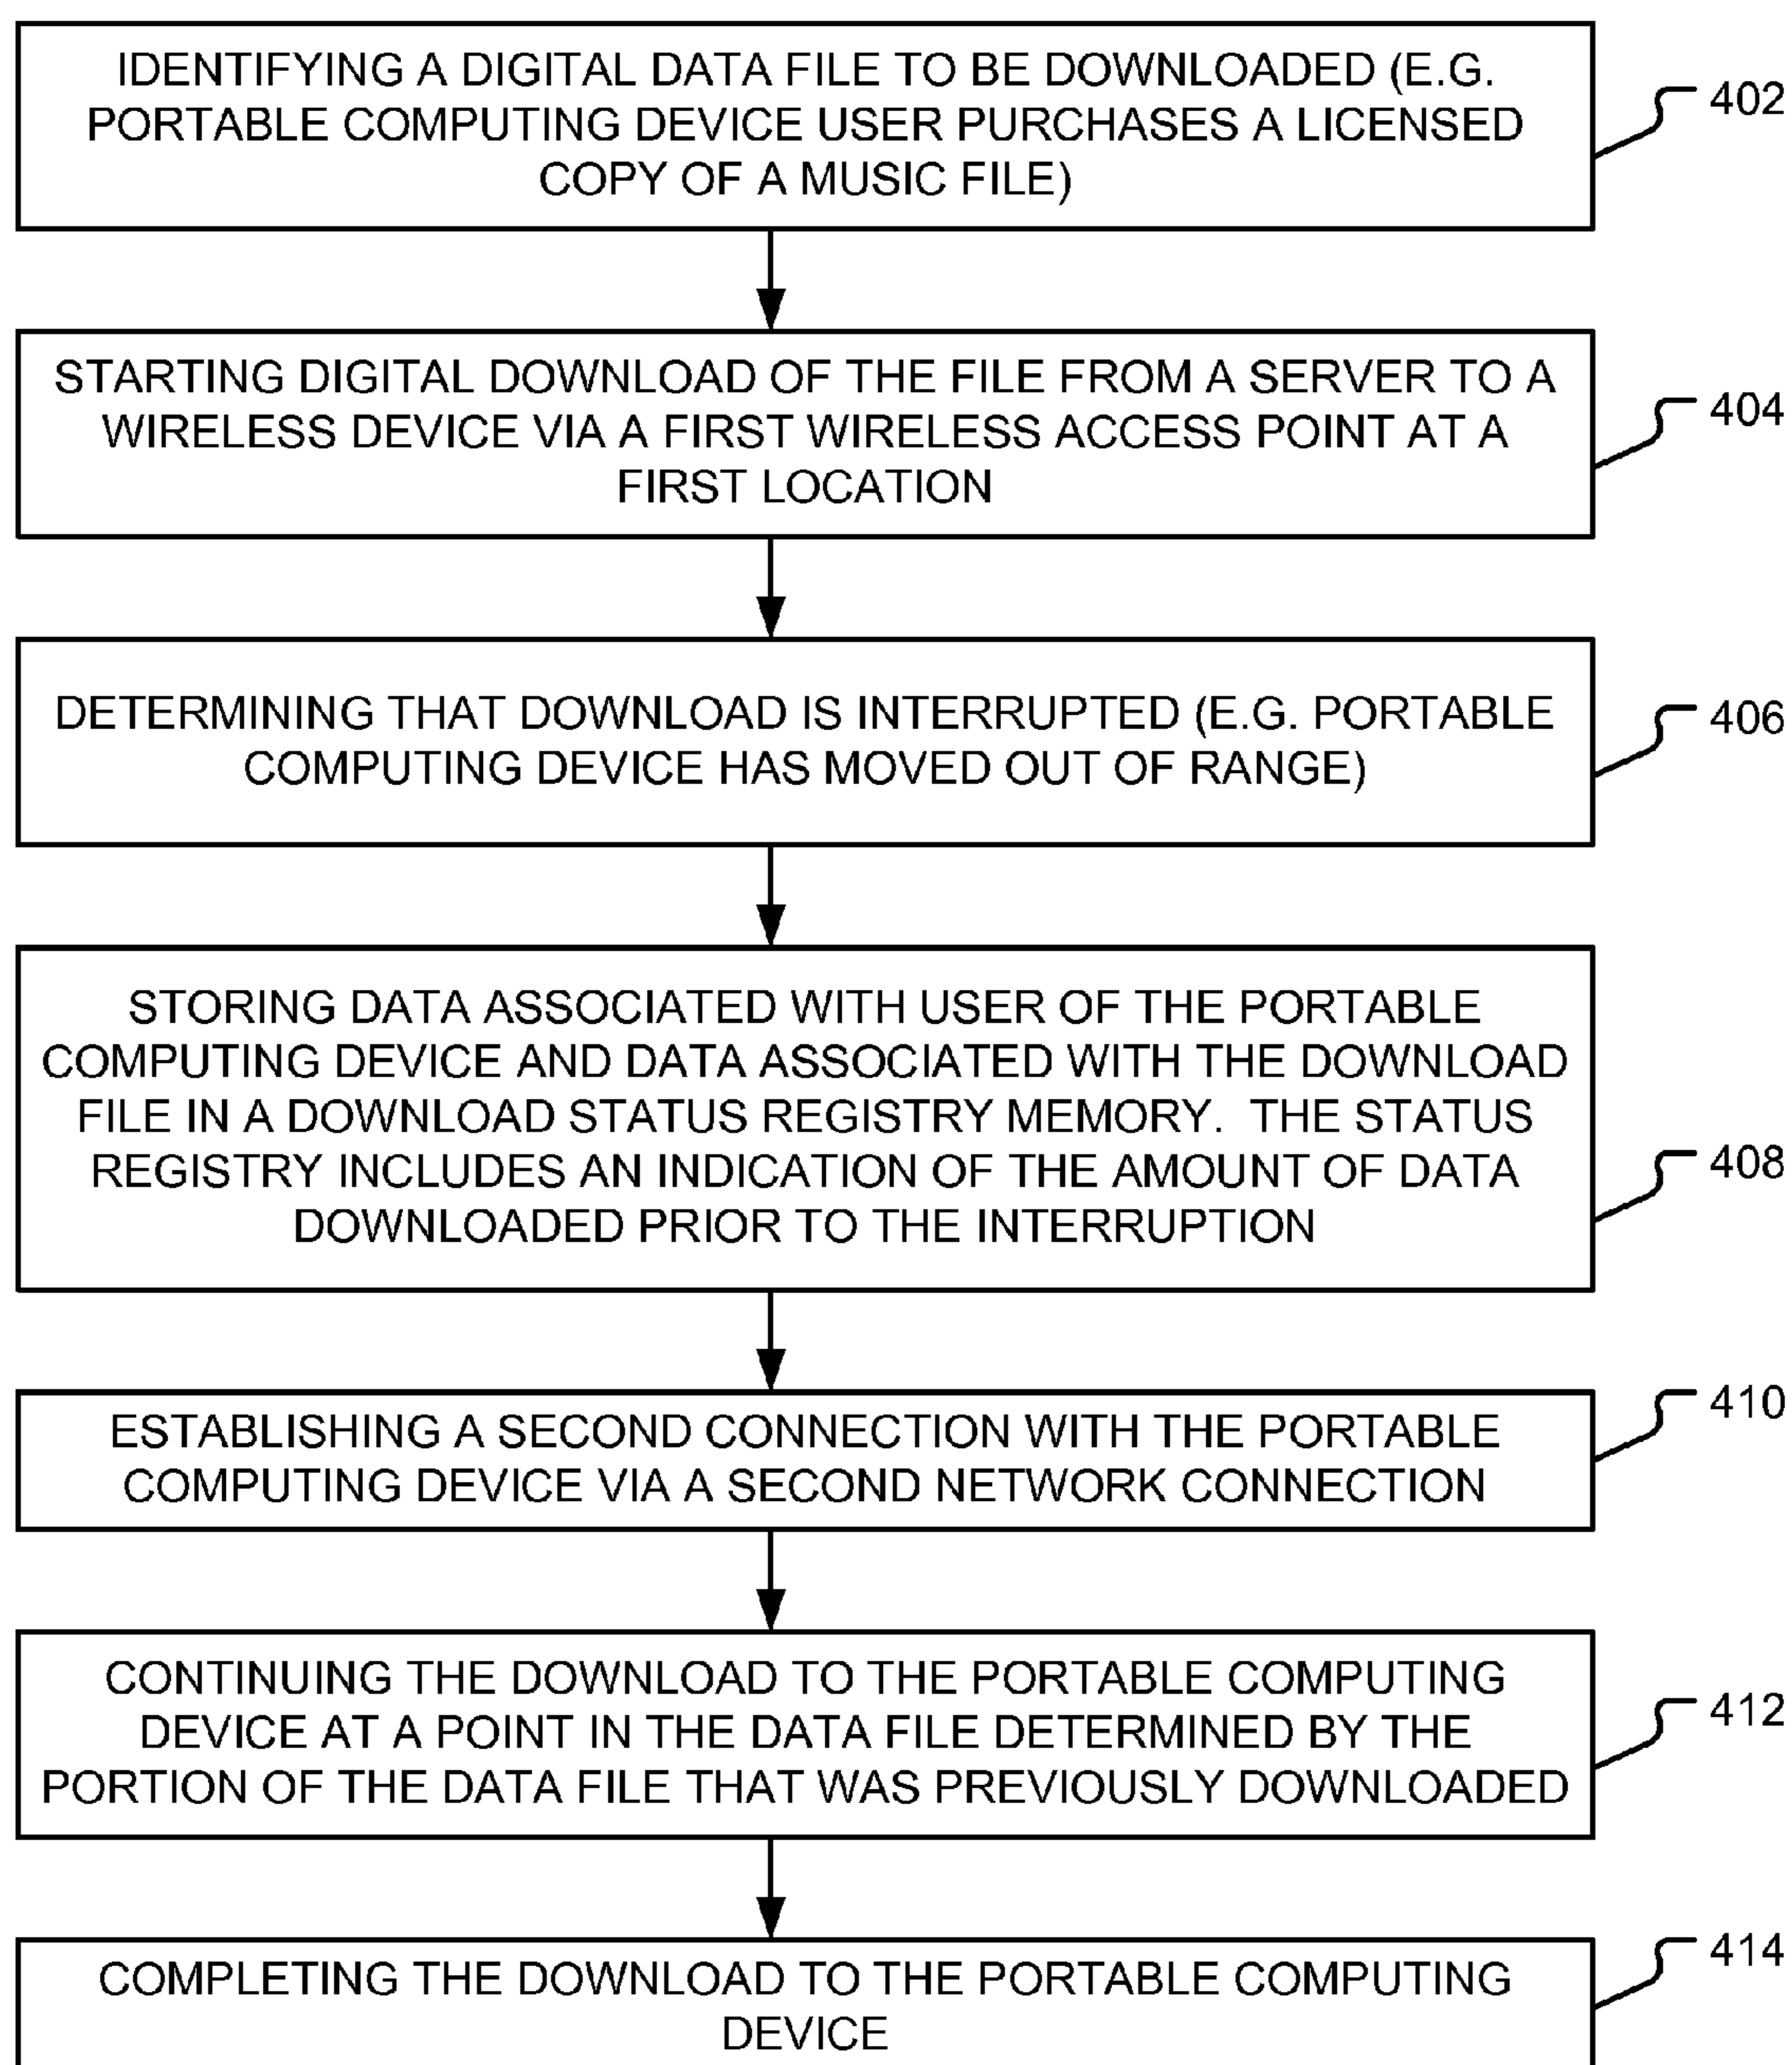 IDENTIFYING A DIGITAL DATA FILE TO BE DOWNLOADED (E.G.
PORTABLE COMPUTING DEVICE USER PURCHASES A LICENSED
COPY OF A MUSIC FILE)
402
STARTING DIGITAL DOWNLOAD OF THE FILE FROM A SERVER TO A
WIRELESS DEVICE VIA A FIRST WIRELESS ACCESS POINT AT A
FIRST LOCATION
404
DETERMINING THAT DOWNLOAD IS INTERRUPTED (E.G. PORTABLE
COMPUTING DEVICE HAS MOVED OUT OF RANGE)
406
STORING DATA ASSOCIATED WITH USER OF THE PORTABLE
COMPUTING DEVICE AND DATA ASSOCIATED WITH THE DOWNLOAD
FILE IN A DOWNLOAD STATUS REGISTRY MEMORY. THE STATUS
REGISTRY INCLUDES AN INDICATION OF THE AMOUNT OF DATA
DOWNLOADED PRIOR TO THE INTERRUPTION
408
ESTABLISHING A SECOND CONNECTION WITH THE PORTABLE
COMPUTING DEVICE VIA A SECOND NETWORK CONNECTION
410
CONTINUING THE DOWNLOAD TO THE PORTABLE COMPUTING
DEVICE AT A POINT IN THE DATA FILE DETERMINED BY THE
PORTION OF THE DATA FILE THAT WAS PREVIOUSLY DOWNLOADED
412
COMPLETING THE DOWNLOAD TO THE PORTABLE COMPUTING
DEVICE
414